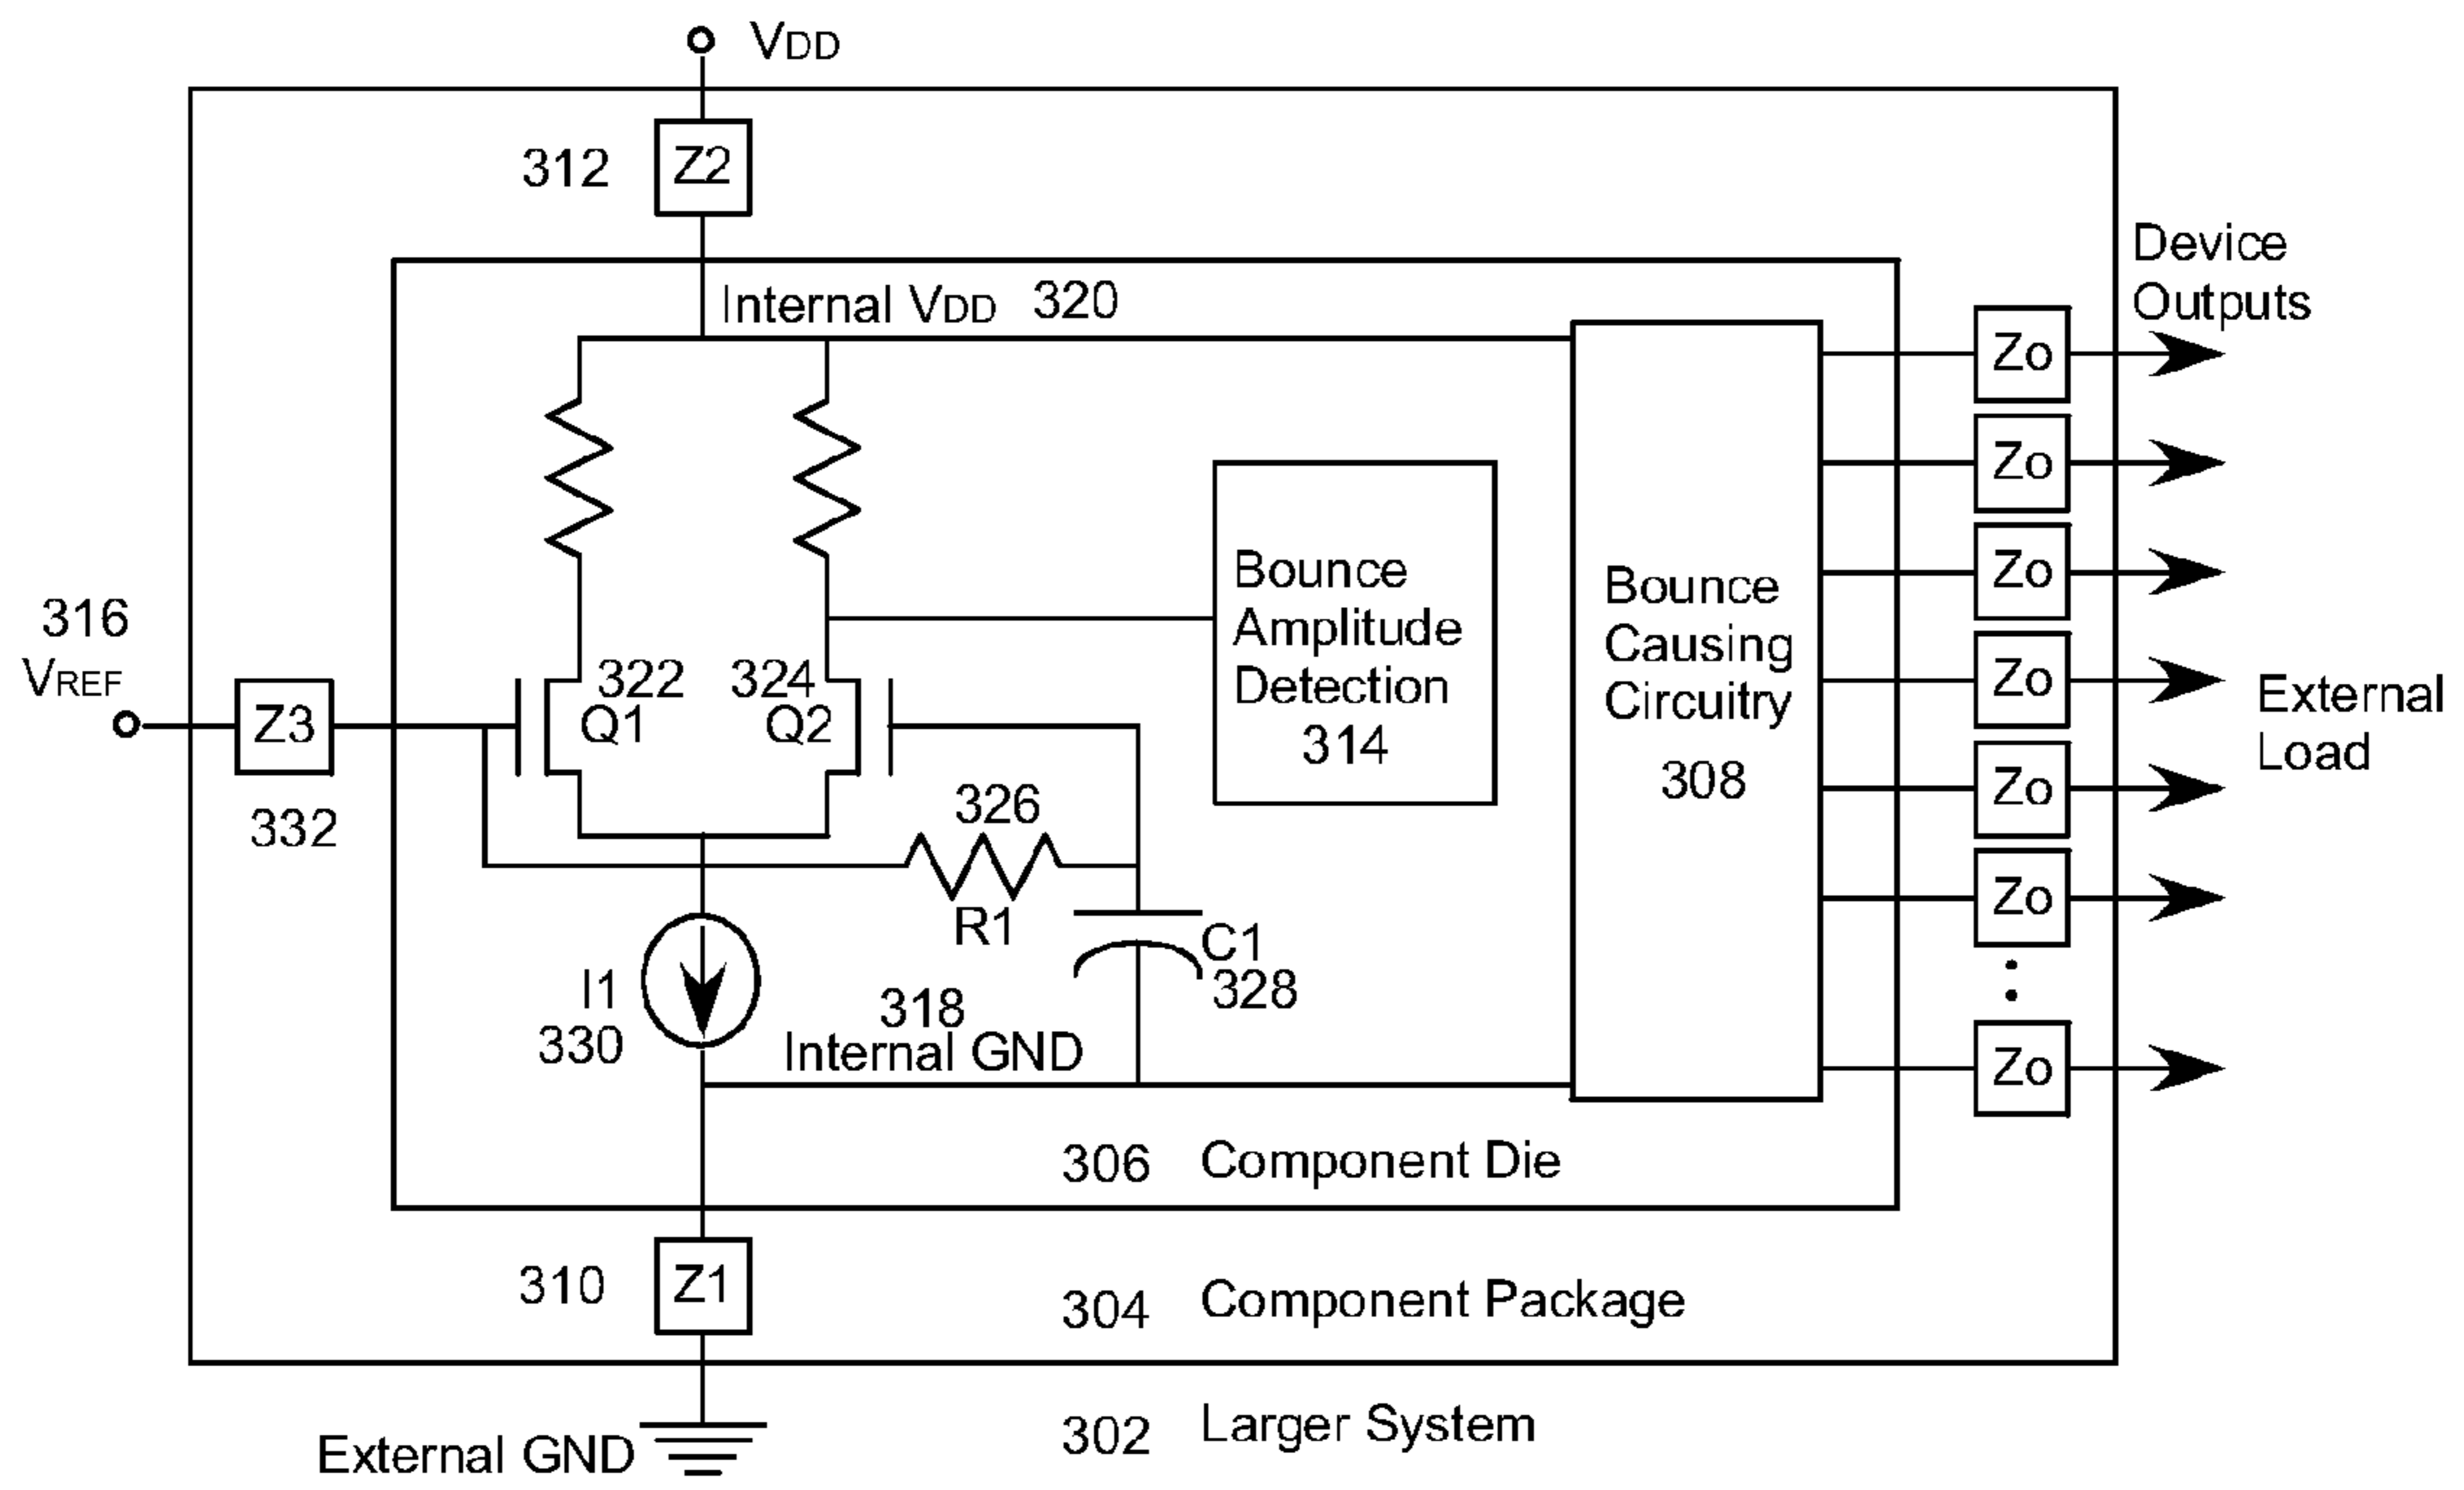 VDD
312
Z2
Internal VDD 320
Device
Outputs
Zo
Zo
Zo
Zo
Zo
Zo
Zo
External
Load
316
VREF
Z3
332
322
Q1
324
Q2
Bounce
Amplitude
Detection
314
Bounce
Causing
Circuitry
308
326
R1
C1
328
I1
330
318
Internal GND
306 Component Die
310
Z1
304 Component Package
External GND
302 Larger System